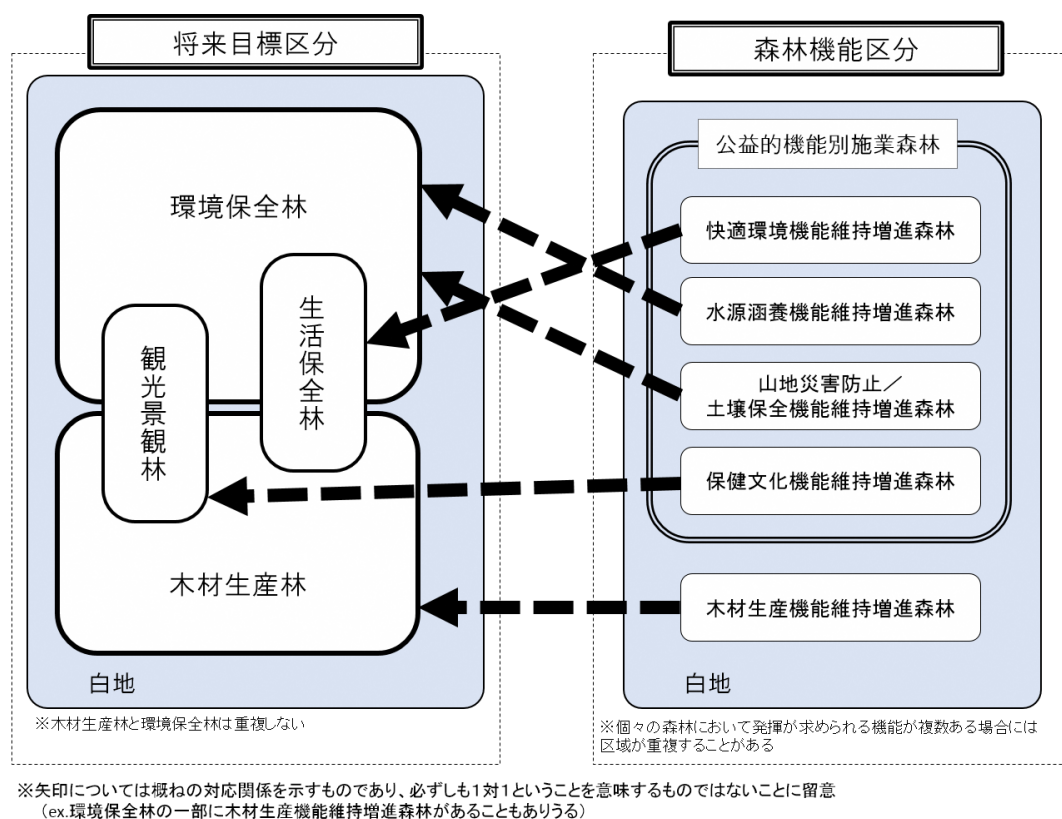 将来目標区分
環境保全林
生活保全林
観光景観林
木材生産林
白地
※木材生産林と環境保全林は重複しない
森林機能区分
公益的機能別施業森林
快適環境機能維持増進森林
水源涵養機能維持増進森林
山地災害防止／
土壌保全機能維持増進森林
保健文化機能維持増進森林
木材生産機能維持増進森林
白地
※個々の森林において発揮が求められる機能が複数ある場合には
区域が重複することがある
※矢印については概ねの対応関係を示すものであり、必ずしも1対1ということを意味するものではないことに留意
（ex.環境保全林の一部に木材生産機能維持増進森林があることもありうる）